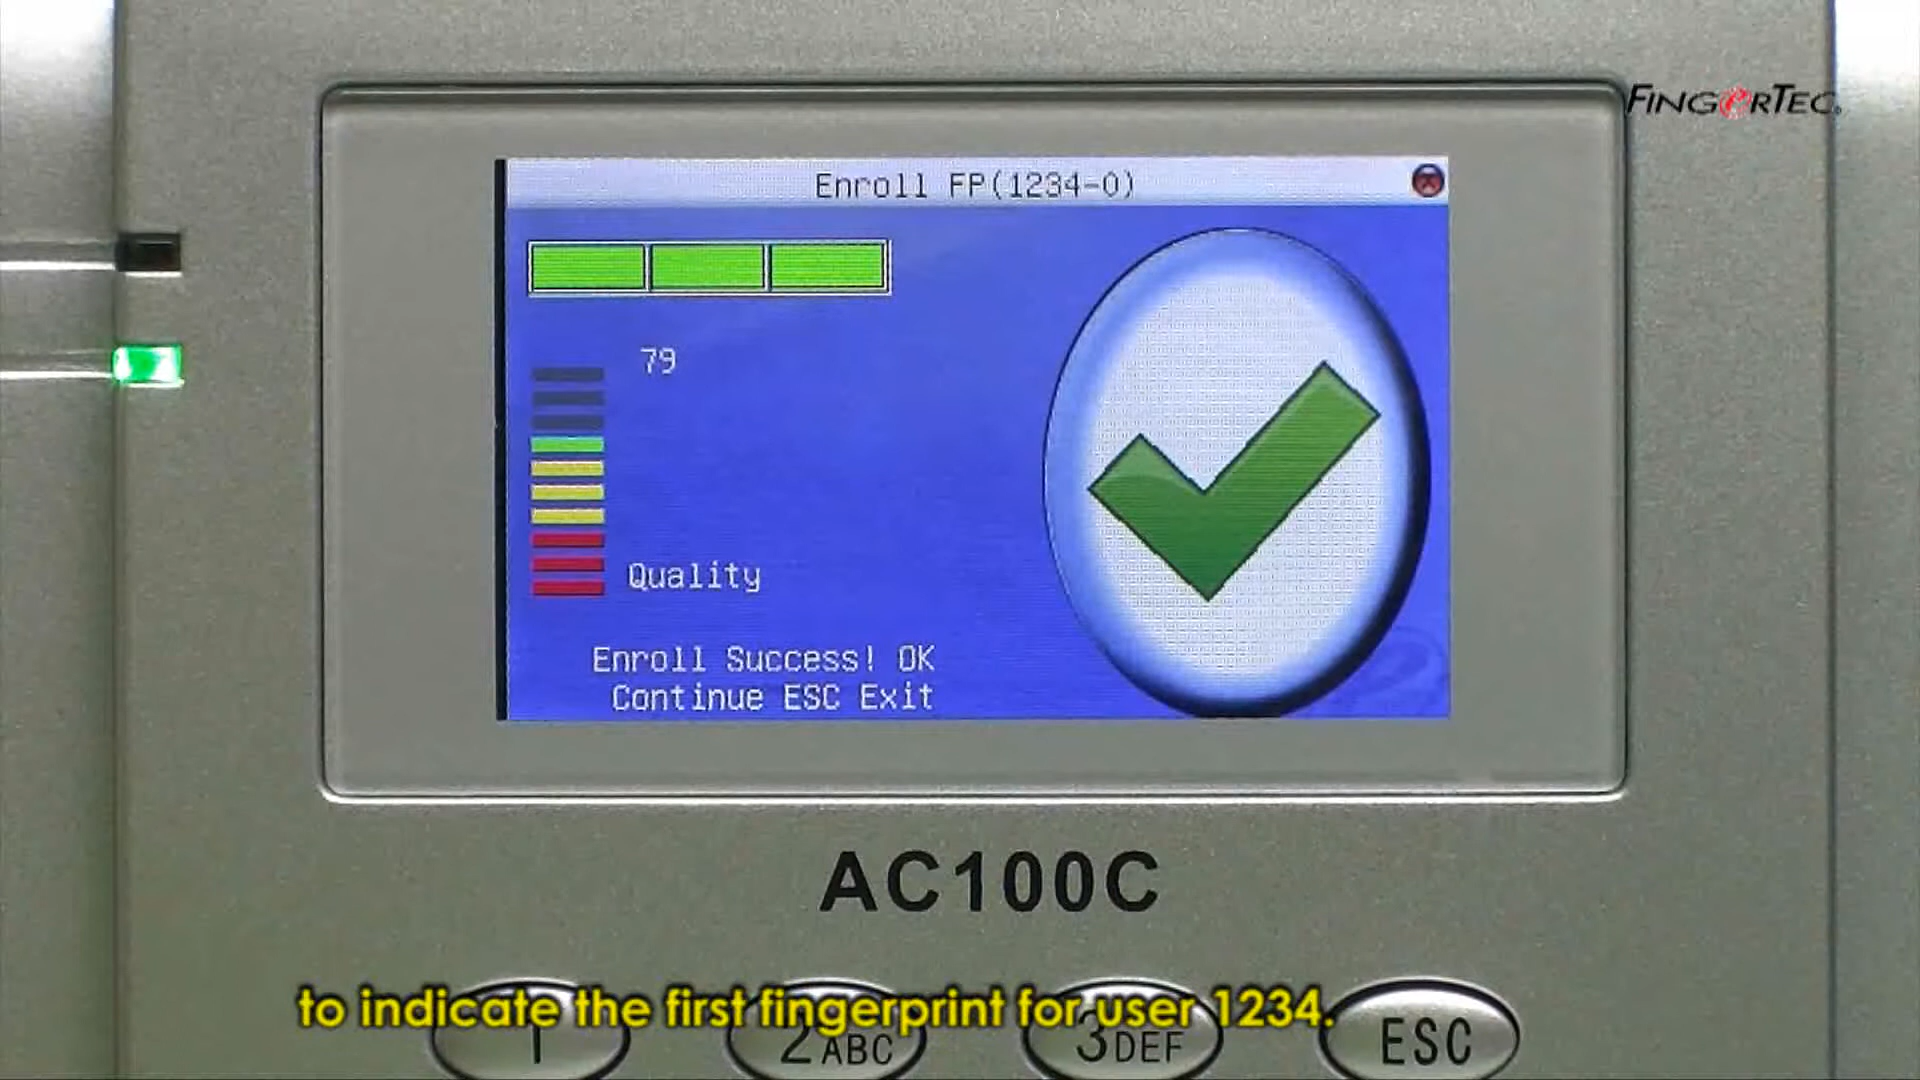 FINGERTEC
Enroll FP(1234-0)
79
Quality
Enroll Success! OK
Continue ESC Exit
AC100C
to indicate the first fingerprint for user 1234.
1
2ABC
3DEF
ESC